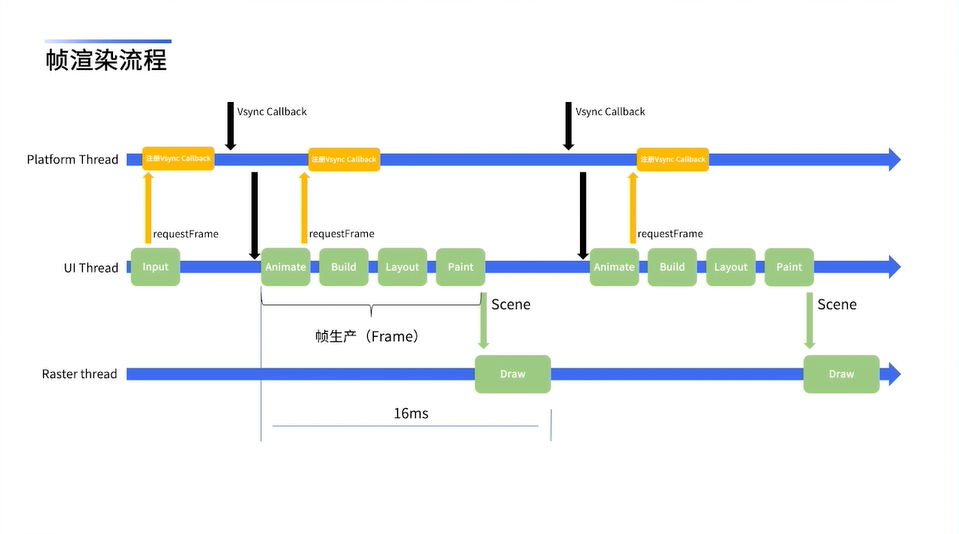 帧渲染流程
Vsync Callback
Vsync Callback
Platform Thread
注册Vsync Callback
注册Vsync Callback
注册Vsync Callback
requestFrame
requestFrame
requestFrame
UI Thread
Input
Animate
Build
Layout
Paint
Animate
Build
Layout
Paint
Scene
Scene
帧生产（Frame）
Raster thread
Draw
Draw
16ms